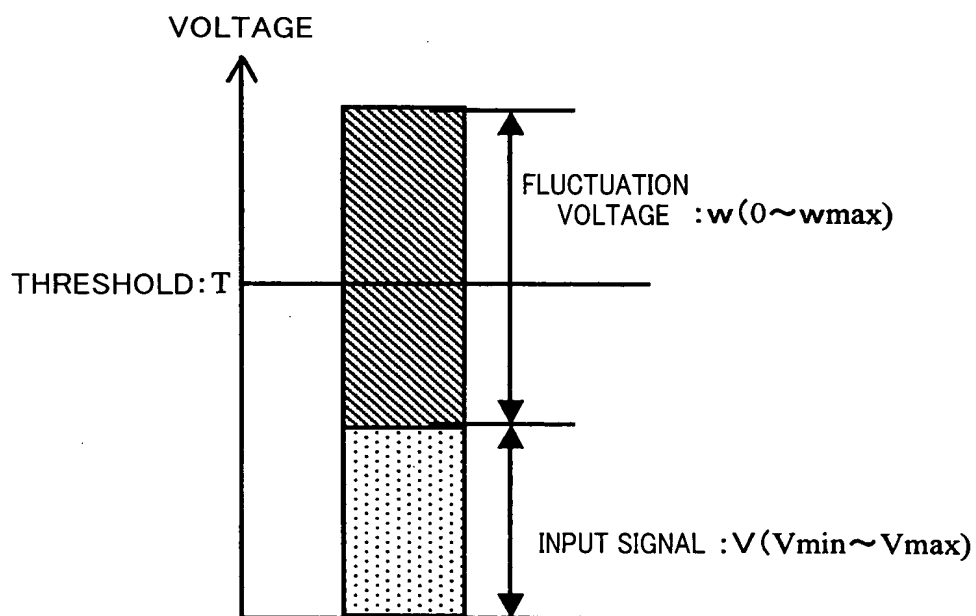 VOLTAGE
FLUCTUATION
VOLTAGE : w (0～wmax)
THRESHOLD : T
INPUT SIGNAL : V (Vmin～Vmax)